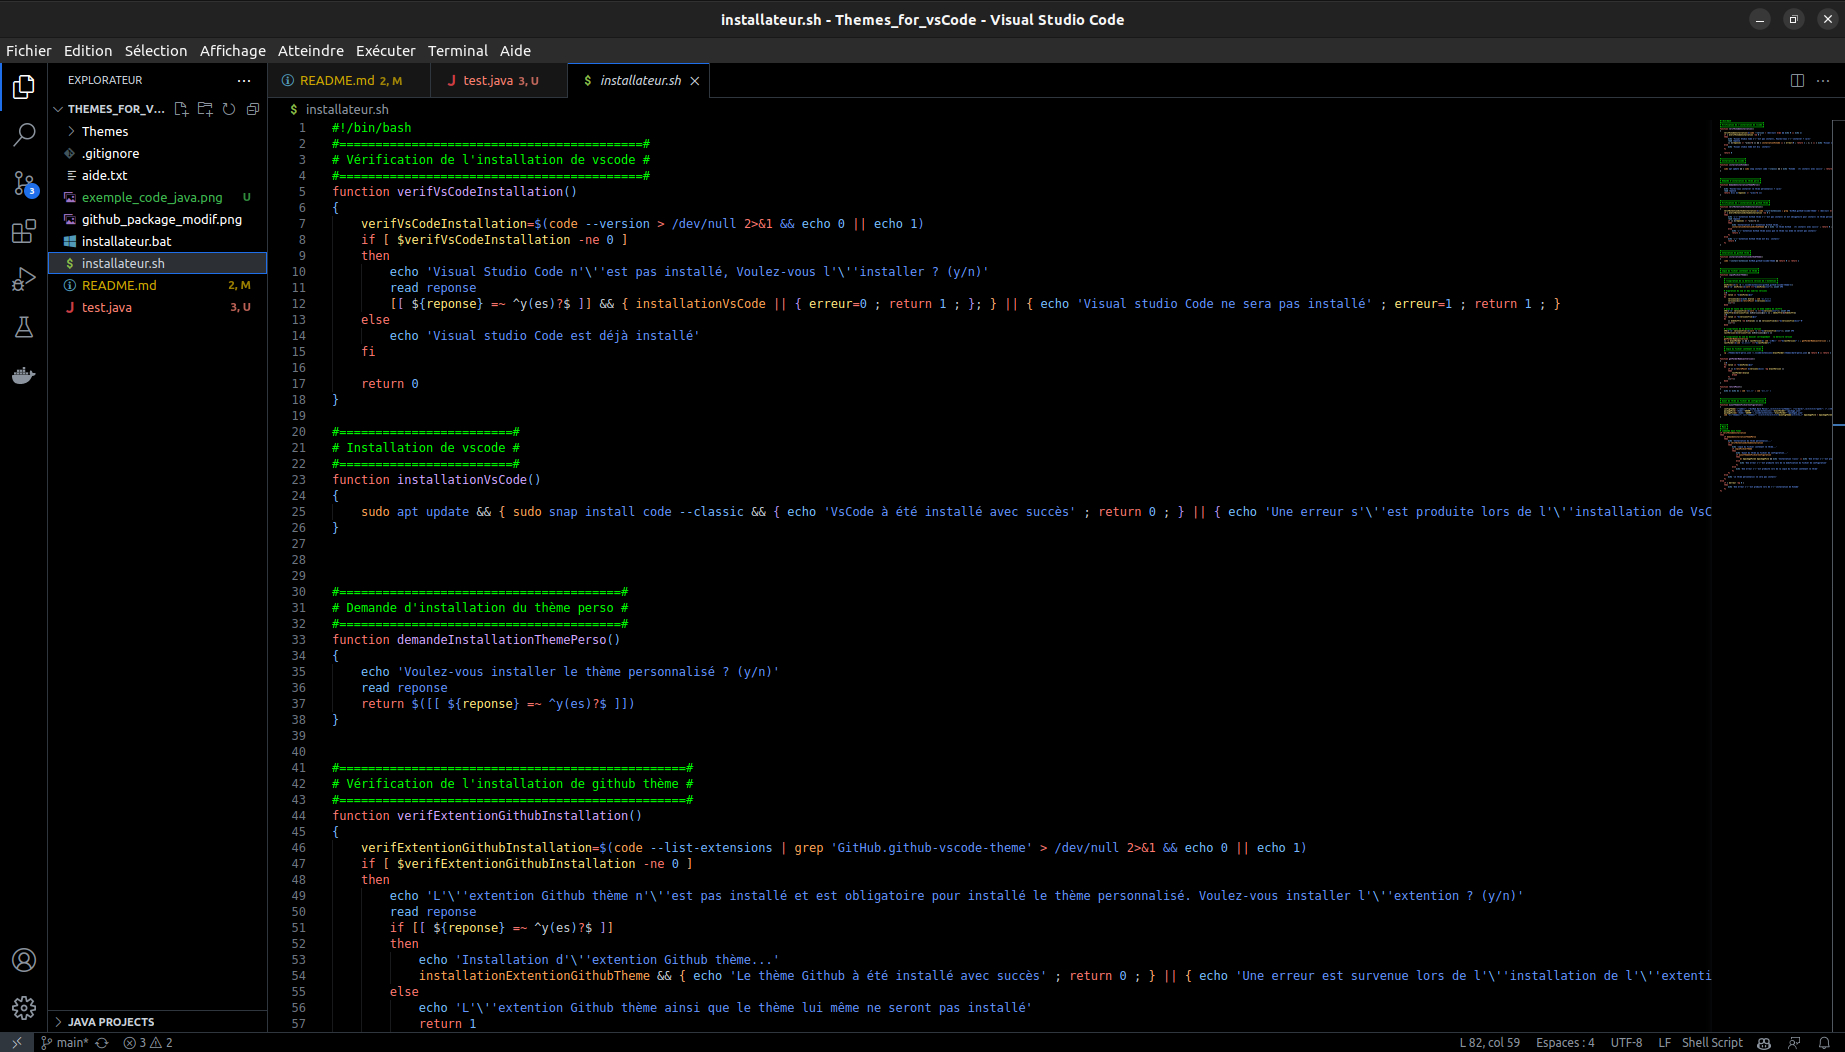 installateur.sh - Themes_for_vsCode - Visual Studio Code
Fichier Edition Sélection Affichage Atteindre Exécuter Terminal Aide
EXPLORATEUR
THEMES_FOR_V...
Themes
.gitignore
aide.txt
exemple_code_java.png U
github_package_modif.png
installateur.bat
installateur.sh
README.md 2, M
test.java 3, U
JAVA PROJECTS
3
README.md 2, M
test.java 3, U
installateur.sh
installateur.sh
1 #!/bin/bash
2 #==========================================#
3 # Vérification de l'installation de vscode #
4 #==========================================#
5 function verifVsCodeInstallation()
6 {
7 verifVsCodeInstallation=$(code --version > /dev/null 2>&1 && echo 0 || echo 1)
8 if [ $verifVsCodeInstallation -ne 0 ]
9 then
10 echo 'Visual Studio Code n'\''est pas installé, Voulez-vous l'\''installer ? (y/n)'
11 read reponse
12 [[ ${reponse} =~ ^y(es)?$ ]] && { installationVsCode || { erreur=0 ; return 1 ; }; } || { echo 'Visual studio Code ne sera pas installé' ; erreur=1 ; return 1 ; }
13 else
14 echo 'Visual studio Code est déjà installé'
15 fi
16
17 return 0
18 }
19
20 #========================#
21 # Installation de vscode #
22 #========================#
23 function installationVsCode()
24 {
25 sudo apt update && { sudo snap install code --classic && { echo 'VsCode à été installé avec succès' ; return 0 ; } || { echo 'Une erreur s'\''est produite lors de l'\''installation de VsC
26 }
27
28
29
30 #=======================================#
31 # Demande d'installation du thème perso #
32 #=======================================#
33 function demandeInstallationThemePerso()
34 {
35 echo 'Voulez-vous installer le thème personnalisé ? (y/n)'
36 read reponse
37 return $([[ ${reponse} =~ ^y(es)?$ ]])
38 }
39
40
41 #================================================#
42 # Vérification de l'installation de github thème #
43 #================================================#
44 function verifExtentionGithubInstallation()
45 {
46 verifExtentionGithubInstallation=$(code --list-extensions | grep 'GitHub.github-vscode-theme' > /dev/null 2>&1 && echo 0 || echo 1)
47 if [ $verifExtentionGithubInstallation -ne 0 ]
48 then
49 echo 'L'\''extention Github thème n'\''est pas installé et est obligatoire pour installé le thème personnalisé. Voulez-vous installer l'\''extention ? (y/n)'
50 read reponse
51 if [[ ${reponse} =~ ^y(es)?$ ]]
52 then
53 echo 'Installation d'\''extention Github thème...'
54 installationExtentionGithubTheme && { echo 'Le thème Github à été installé avec succès' ; return 0 ; } || { echo 'Une erreur est survenue lors de l'\''installation de l'\''extenti
55 else
56 echo 'L'\''extention Github thème ainsi que le thème lui même ne seront pas installé'
57 return 1
main* 3 2
L 82, col 59 Espaces : 4 UTF-8 LF Shell Script